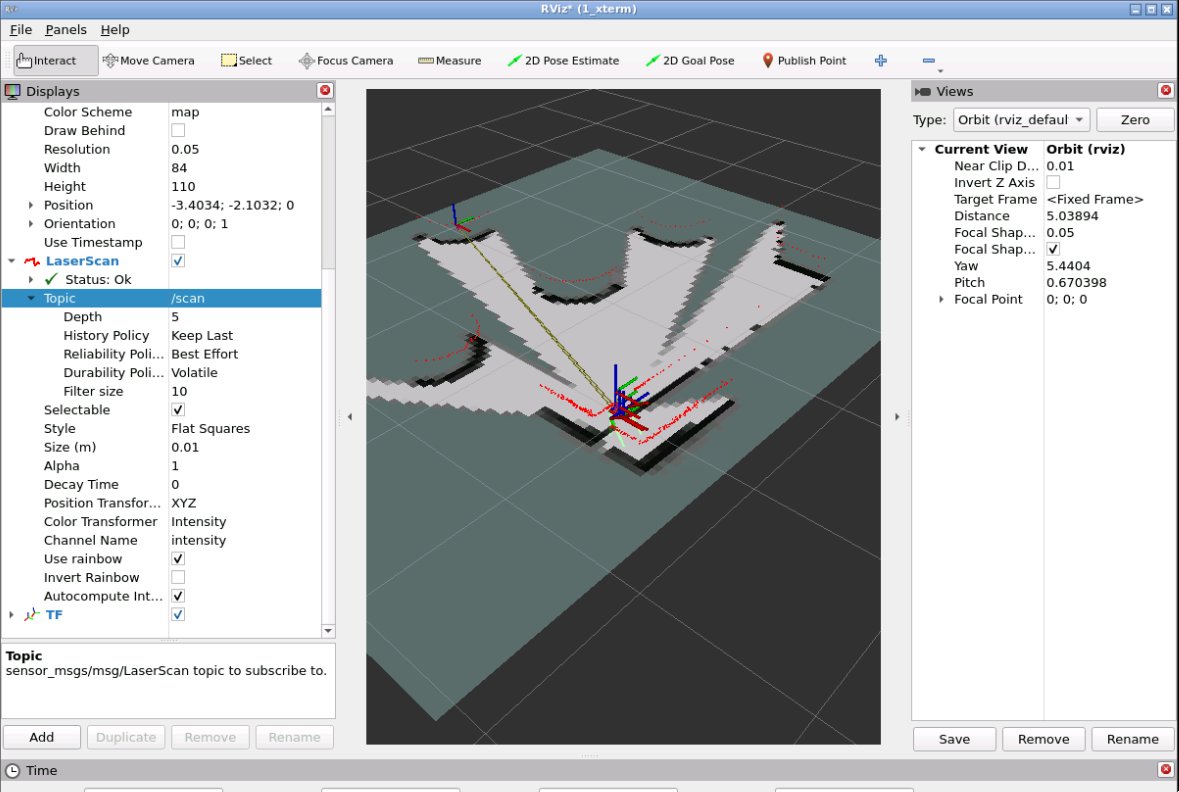 RViz* (1_xterm)
File Panels Help
Interact Move Camera Select Focus Camera Measure 2D Pose Estimate 2D Goal Pose Publish Point
Displays
Color Scheme map
Draw Behind
Resolution 0.05
Width 84
Height 110
Position -3.4034; -2.1032; 0
Orientation 0; 0; 0; 1
Use Timestamp
LaserScan
Status: Ok
Topic /scan
Depth 5
History Policy Keep Last
Reliability Poli... Best Effort
Durability Poli... Volatile
Filter size 10
Selectable
Style Flat Squares
Size (m) 0.01
Alpha 1
Decay Time 0
Position Transfor... XYZ
Color Transformer Intensity
Channel Name intensity
Use rainbow
Invert Rainbow
Autocompute Int...
TF
Topic
sensor_msgs/msg/LaserScan topic to subscribe to.
Add Duplicate Remove Rename
Views
Type: Orbit (rviz_defaul Zero
Current View Orbit (rviz)
Near Clip D... 0.01
Invert Z Axis
Target Frame <Fixed Frame>
Distance 5.03894
Focal Shap... 0.05
Focal Shap...
Yaw 5.4404
Pitch 0.670398
Focal Point 0; 0; 0
Save Remove Rename
Time